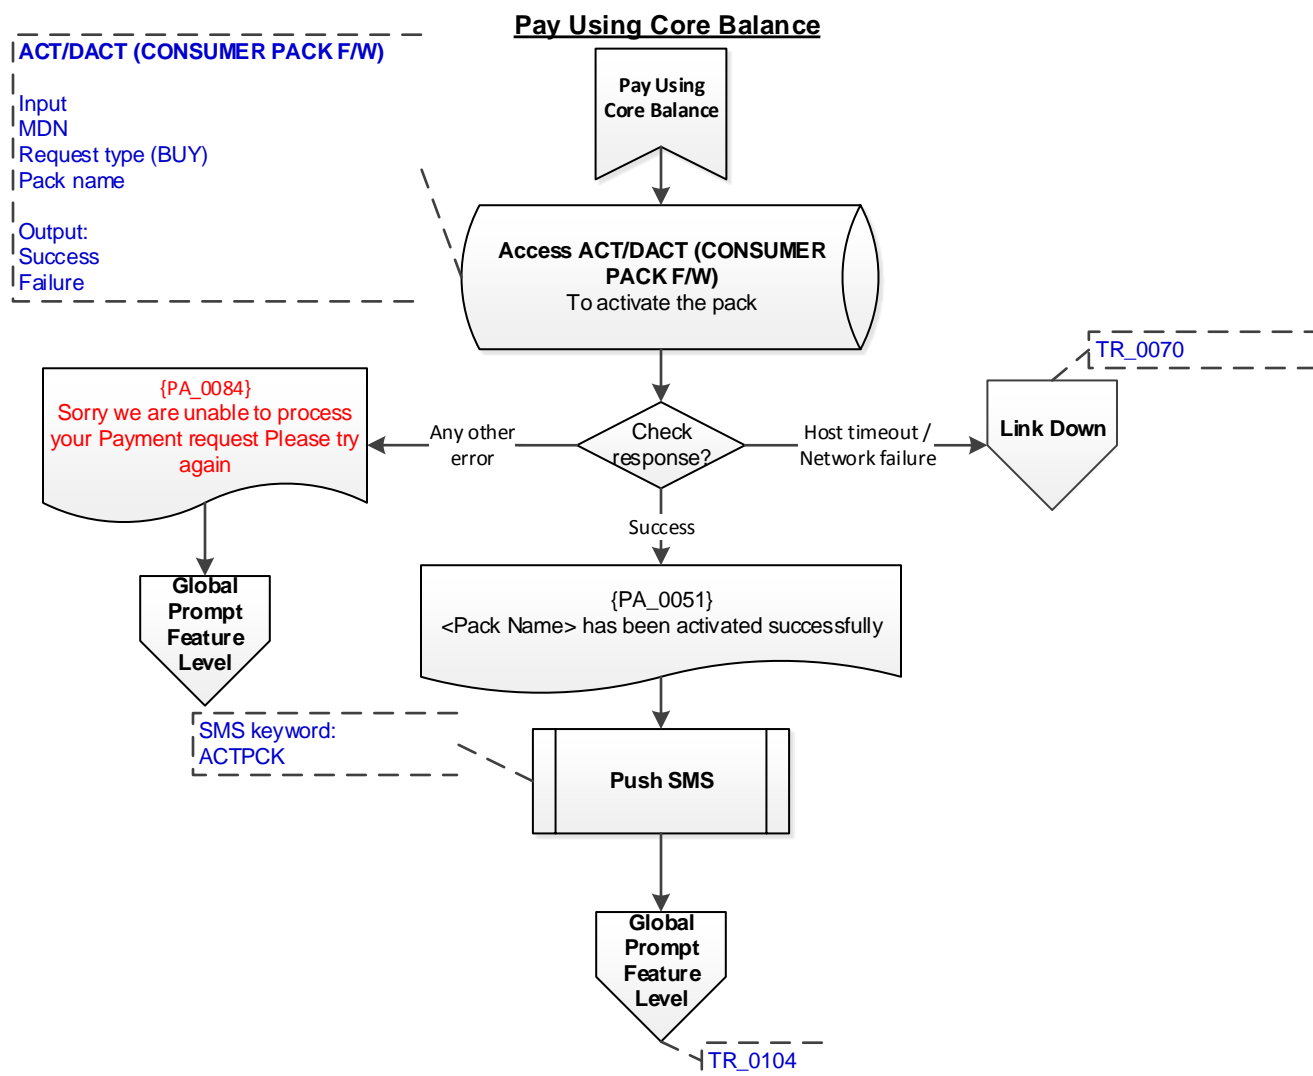 Pay Using Core Balance
ACT/DACT (CONSUMER PACK F/W)
Input
MDN
Request type (BUY)
Pack name
Output:
Success
Failure
Pay Using
Core Balance
Access ACT/DACT (CONSUMER
PACK F/W)
To activate the pack
TR_0070
{PA_0084}
Sorry we are unable to process
your Payment request Please try
again
Any other
error
Check
response?
Host timeout /
Network failure
Link Down
Success
Global
Prompt
Feature
Level
{PA_0051}
<Pack Name> has been activated successfully
SMS keyword:
ACTPCK
Push SMS
Global
Prompt
Feature
Level
TR_0104